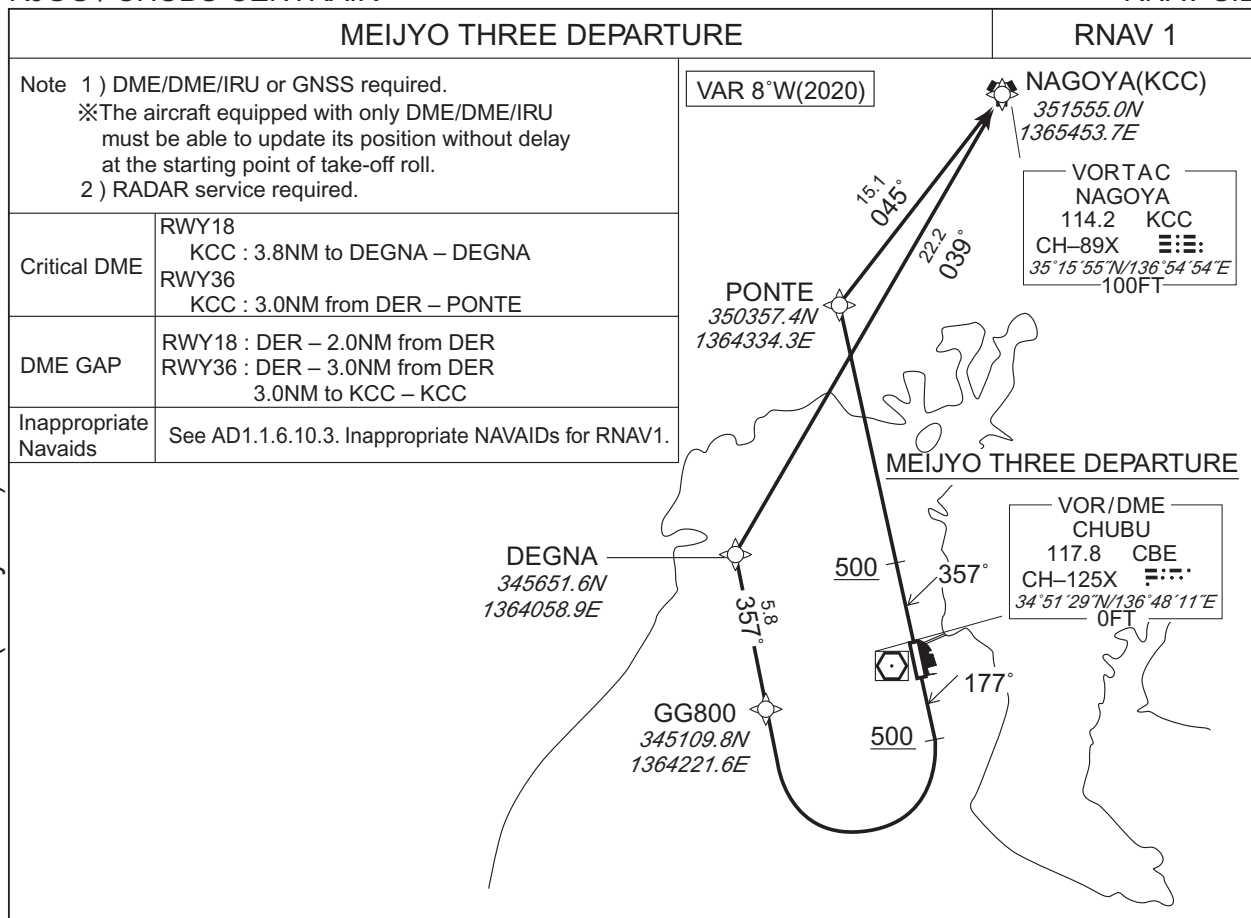 MEIJYO THREE DEPARTURE
RNAV 1
Note 1 ) DME/DME/IRU or GNSS required.
※The aircraft equipped with only DME/DME/IRU
must be able to update its position without delay
at the starting point of take-off roll.
2 ) RADAR service required.
Critical DME
RWY18
KCC : 3.8NM to DEGNA – DEGNA
RWY36
KCC : 3.0NM from DER – PONTE
DME GAP
RWY18 : DER – 2.0NM from DER
RWY36 : DER – 3.0NM from DER
3.0NM to KCC – KCC
Inappropriate
Navaids
See AD1.1.6.10.3. Inappropriate NAVAIDs for RNAV1.
VAR 8°W(2020)
NAGOYA(KCC)
351555.0N
1365453.7E
VORTAC
NAGOYA
114.2 KCC
CH–89X
35°15´55˝N/136°54´54˝E
100FT
15.1
045°
22.2
039°
PONTE
350357.4N
1364334.3E
MEIJYO THREE DEPARTURE
VOR/DME
CHUBU
117.8 CBE
CH–125X
34°51´29˝N/136°48´11˝E
0FT
DEGNA
345651.6N
1364058.9E
500
357°
5.8
357°
177°
GG800
345109.8N
1364221.6E
500